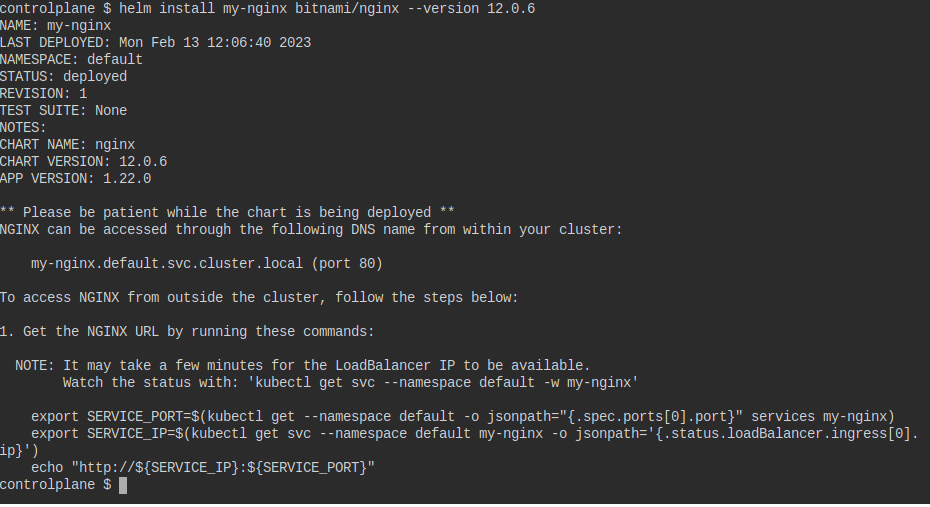 controlplane $ helm install my-nginx bitnami/nginx --version 12.0.6
NAME: my-nginx
LAST DEPLOYED: Mon Feb 13 12:06:40 2023
NAMESPACE: default
STATUS: deployed
REVISION: 1
TEST SUITE: None
NOTES:
CHART NAME: nginx
CHART VERSION: 12.0.6
APP VERSION: 1.22.0

** Please be patient while the chart is being deployed **
NGINX can be accessed through the following DNS name from within your cluster:

    my-nginx.default.svc.cluster.local (port 80)

To access NGINX from outside the cluster, follow the steps below:

1. Get the NGINX URL by running these commands:

  NOTE: It may take a few minutes for the LoadBalancer IP to be available.
        Watch the status with: 'kubectl get svc --namespace default -w my-nginx'

    export SERVICE_PORT=$(kubectl get --namespace default -o jsonpath="{.spec.ports[0].port}" services my-nginx)
    export SERVICE_IP=$(kubectl get svc --namespace default my-nginx -o jsonpath='{.status.loadBalancer.ingress[0].
ip}')
    echo "http://${SERVICE_IP}:${SERVICE_PORT}"
controlplane $